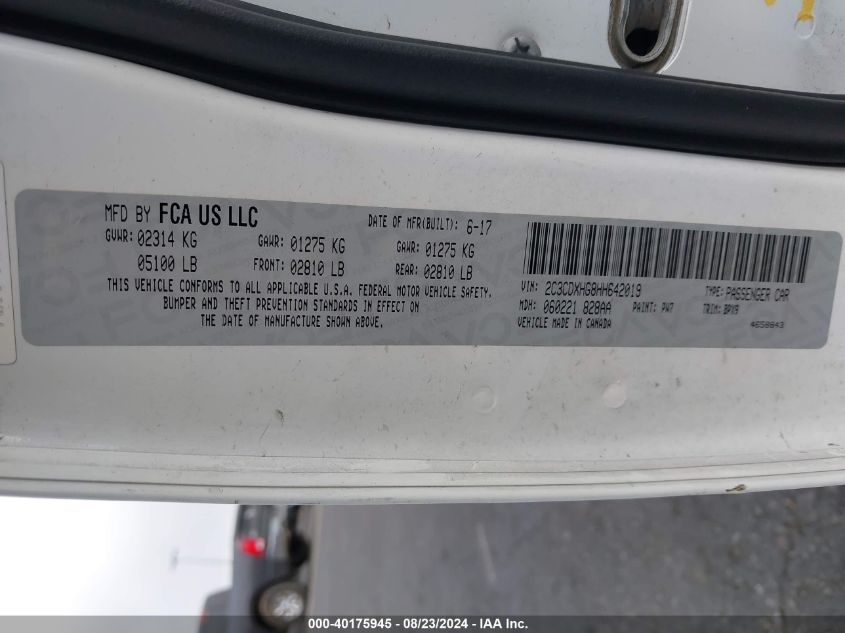 MFD BY FCA US LLC
DATE OF MFR(BUILT): 6-17
GVWR: 02314 KG
GAWR: 01275 KG
GAWR: 01275 KG
05100 LB
FRONT: 02810 LB
REAR: 02810 LB
THIS VEHICLE CONFORMS TO ALL APPLICABLE U.S.A. FEDERAL MOTOR VEHICLE SAFETY,
BUMPER AND THEFT PREVENTION STANDARDS IN EFFECT ON
THE DATE OF MANUFACTURE SHOWN ABOVE.
VIN: 2C3CDXHG8HH642019
TYPE: PASSENGER CAR
MDH: 060221 828AA
PAINT: PW7
TRIM: BPX9
VEHICLE MADE IN CANADA
4658643
000-40175945 - 08/23/2024 - IAAI Inc.